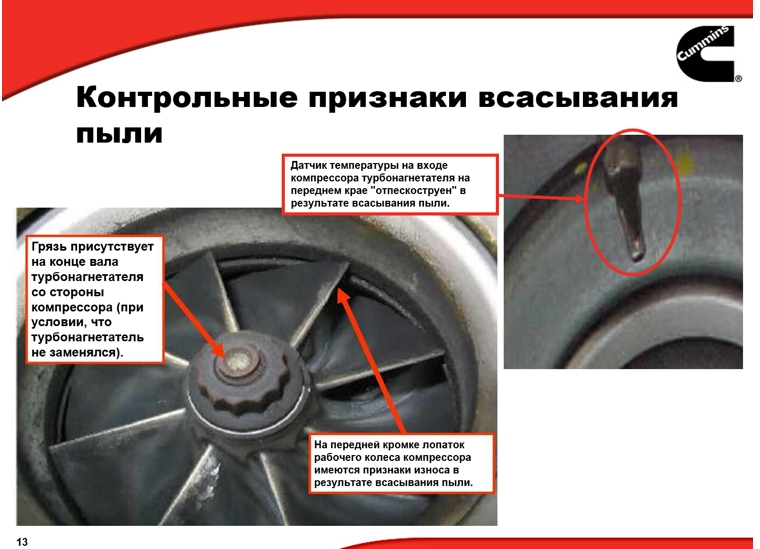 Cummins
®
Контрольные признаки всасывания
пыли
Датчик температуры на входе
компрессора турбонагнетателя на
переднем крае "отпескоструен" в
результате всасывания пыли.
Грязь присутствует
на конце вала
турбонагнетателя
со стороны
компрессора (при
условии, что
турбонагнетатель
не заменялся).
На передней кромке лопаток
рабочего колеса компрессора
имеются признаки износа в
результате всасывания пыли.
13